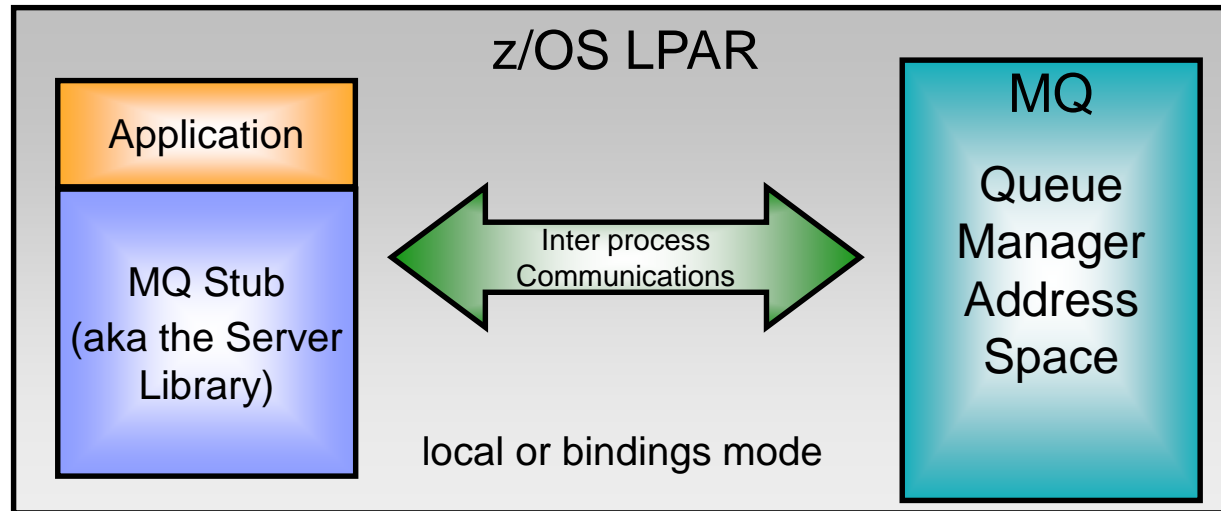 z/OS LPAR
Application
MQ Stub
(aka the Server
Library)
Inter process
Communications
local or bindings mode
MQ
Queue
Manager
Address
Space